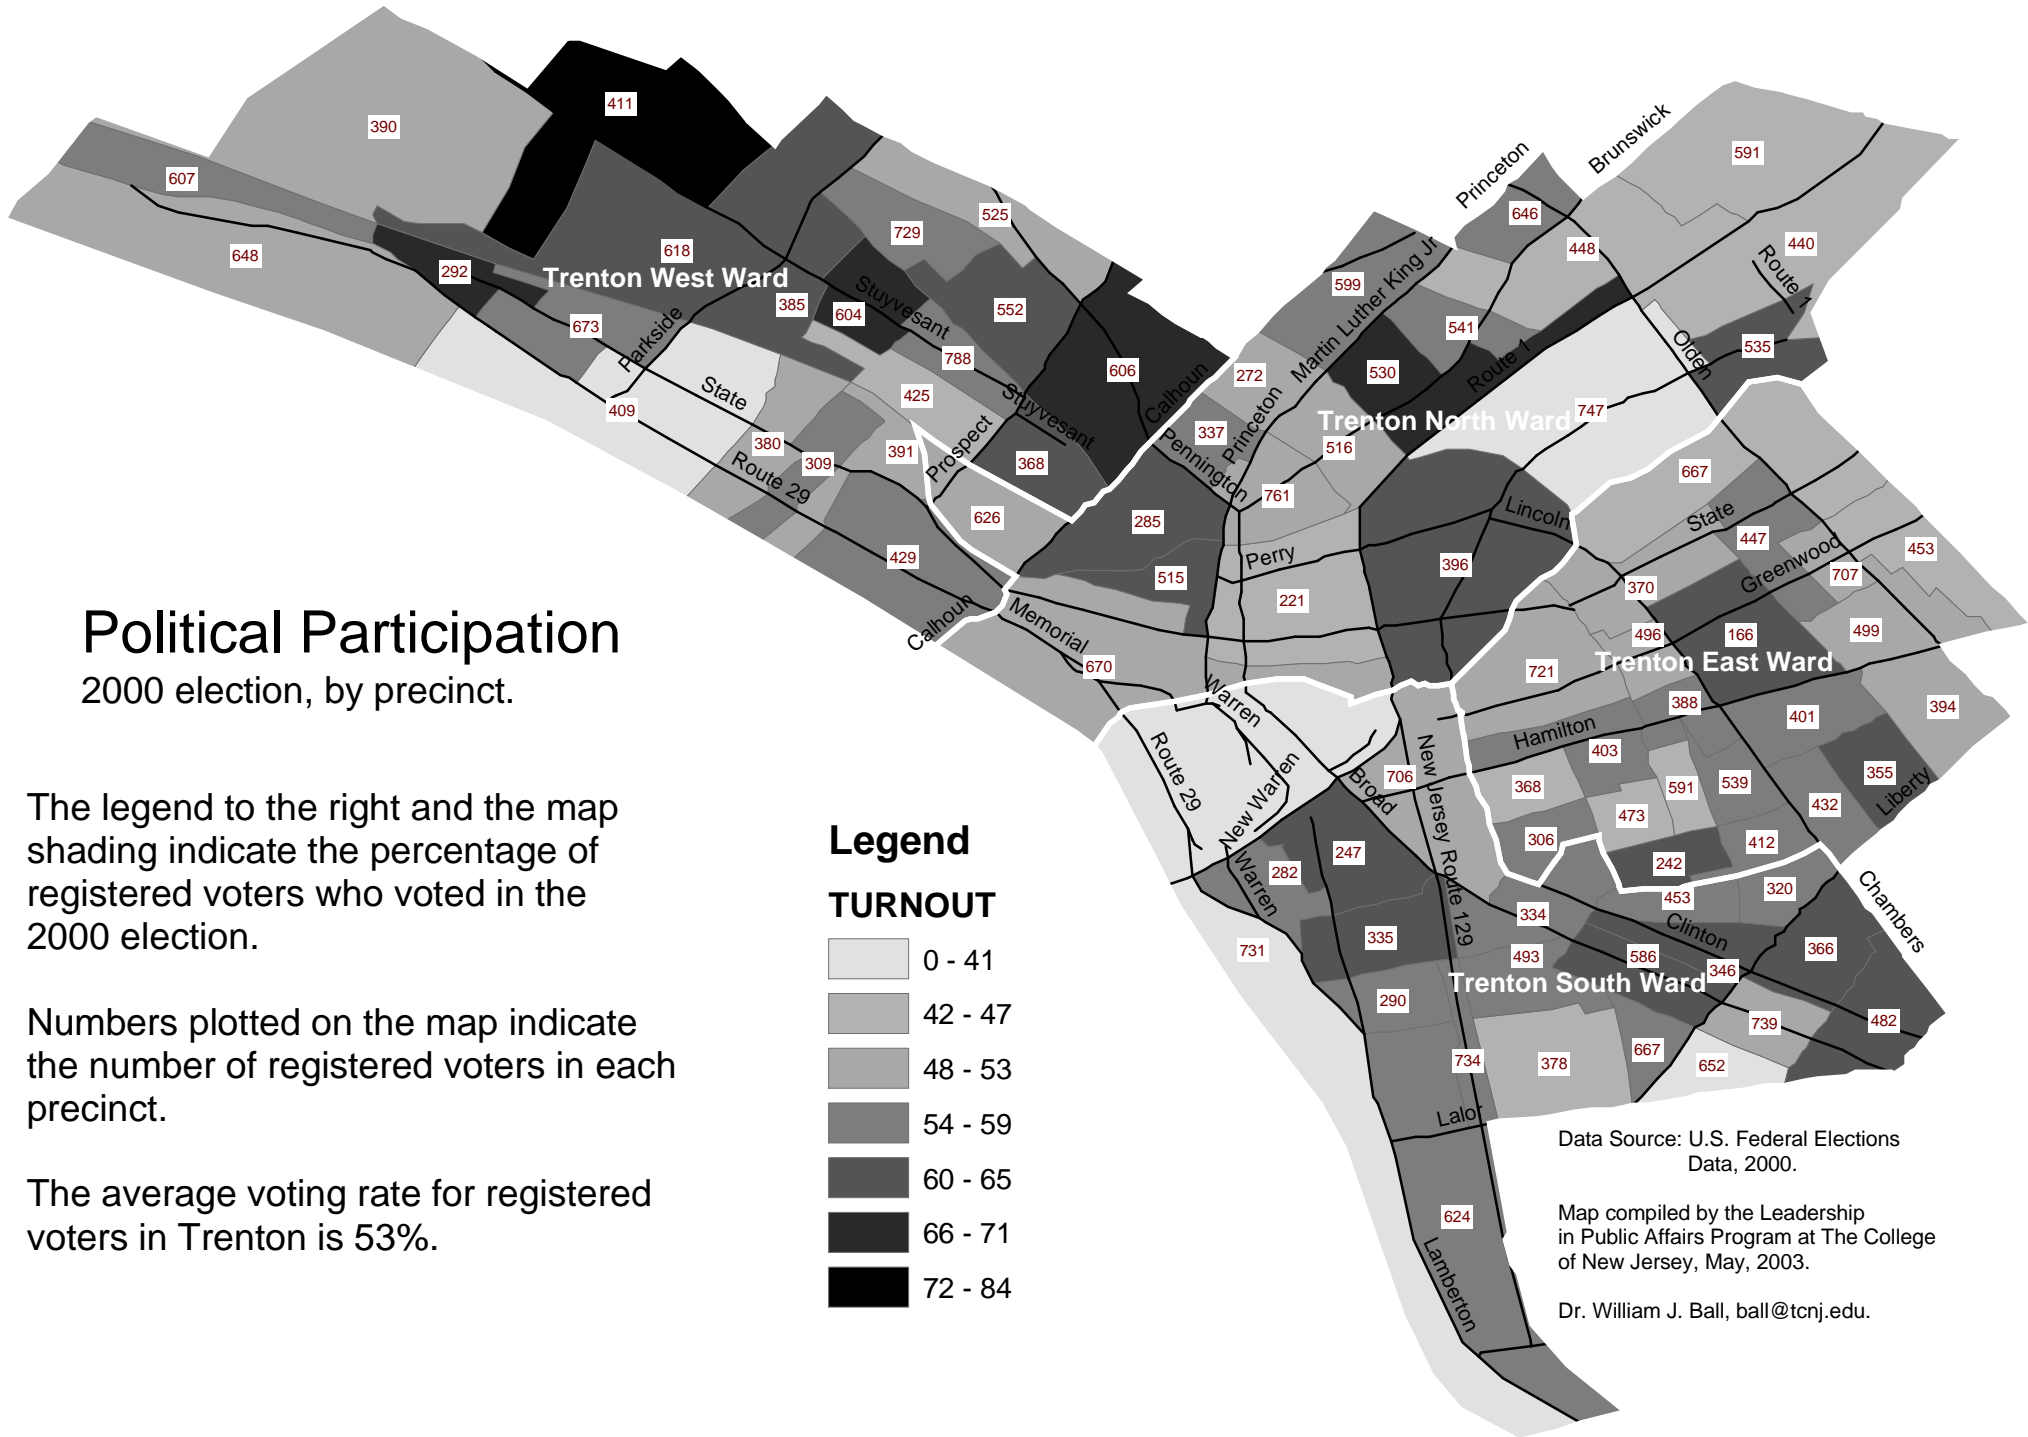 Political Participation
2000 election, by precinct.
The legend to the right and the map
shading indicate the percentage of
registered voters who voted in the
2000 election.
Numbers plotted on the map indicate
the number of registered voters in each
precinct.
The average voting rate for registered
voters in Trenton is 53%.
Legend
TURNOUT
0 - 41
42 - 47
48 - 53
54 - 59
60 - 65
66 - 71
72 - 84
390
411
607
648
292
618
Trenton West Ward
729
525
385
604
Stuyvesant
552
673
Parkside
788
606
State
425
Stuyvesant
Calhoun
409
380
309
391
Prospect
368
Route 29
626
285
429
515
Calhoun
Memorial
670
Princeton
Brunswick
591
646
448
440
Route 1
599
Martin Luther King Jr
541
Olden
535
272
530
Route 1
747
Trenton North Ward
337
Princeton
Pennington
516
761
667
Lincoln
State
Perry
396
447
Greenwood
453
707
221
370
496
166
499
721
Trenton East Ward
388
401
394
Warren
Hamilton
403
Route 29
706
New Jersey Route 129
368
591
539
355
Liberty
New Warren
Broad
473
432
306
412
247
242
282
Warren
453
320
Chambers
334
Clinton
731
335
493
586
346
366
Trenton South Ward
290
739
482
734
378
667
652
Lalor
624
Lamberton
Data Source: U.S. Federal Elections
Data, 2000.
Map compiled by the Leadership
in Public Affairs Program at The College
of New Jersey, May, 2003.
Dr. William J. Ball, ball@tcnj.edu.